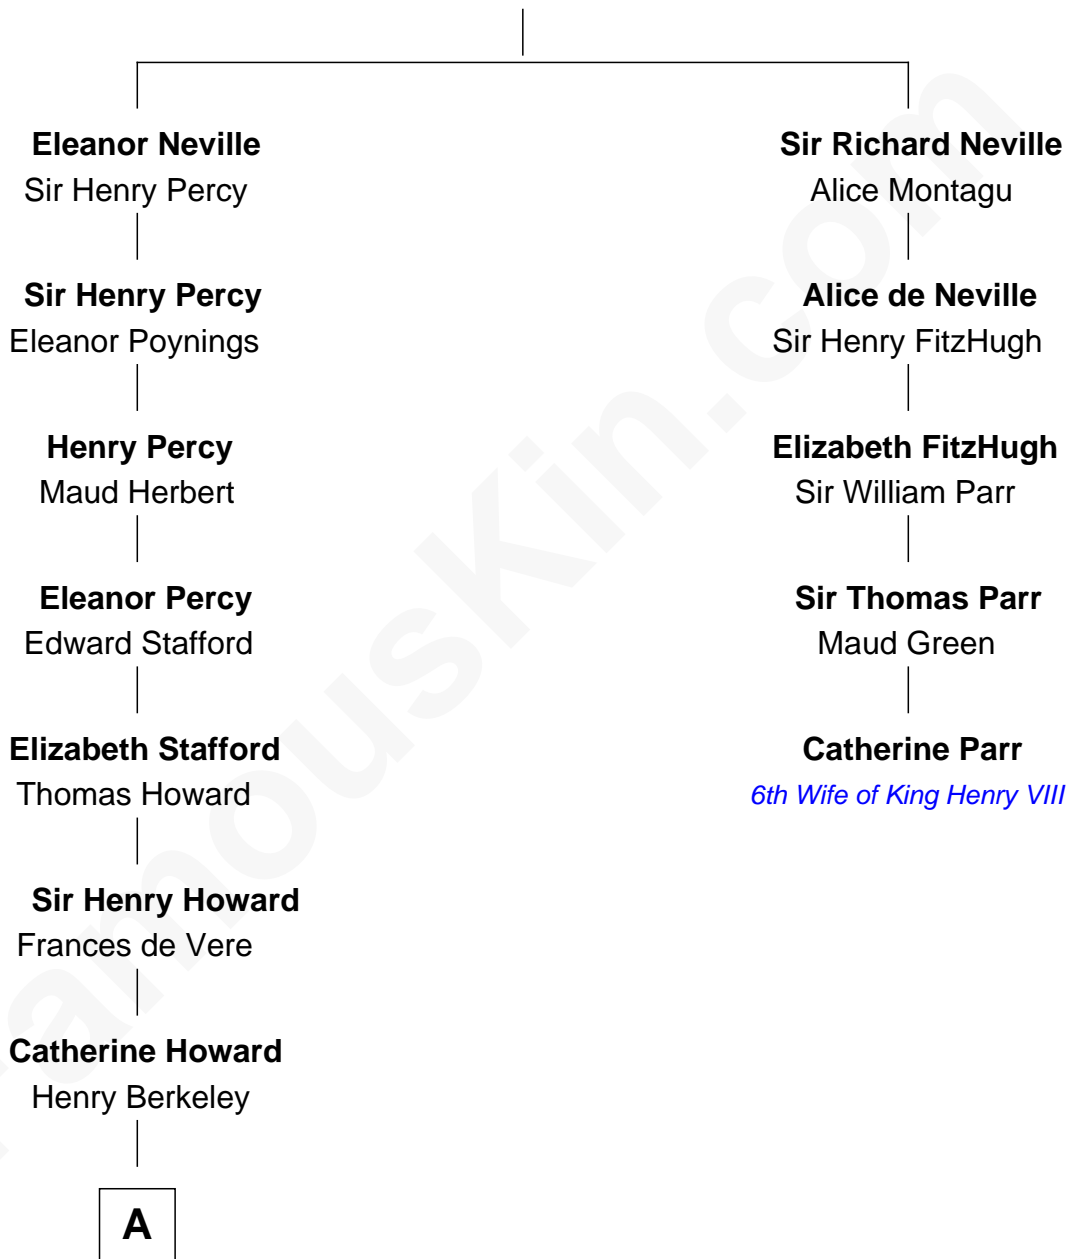 Eleanor Neville
Sir Henry Percy
Sir Richard Neville
Alice Montagu
Sir Henry Percy
Eleanor Poynings
Alice de Neville
Sir Henry FitzHugh
Henry Percy
Maud Herbert
Elizabeth FitzHugh
Sir William Parr
Eleanor Percy
Edward Stafford
Sir Thomas Parr
Maud Green
Elizabeth Stafford
Thomas Howard
Catherine Parr
6th Wife of King Henry VIII
Sir Henry Howard
Frances de Vere
Catherine Howard
Henry Berkeley
A
FamousKin.com